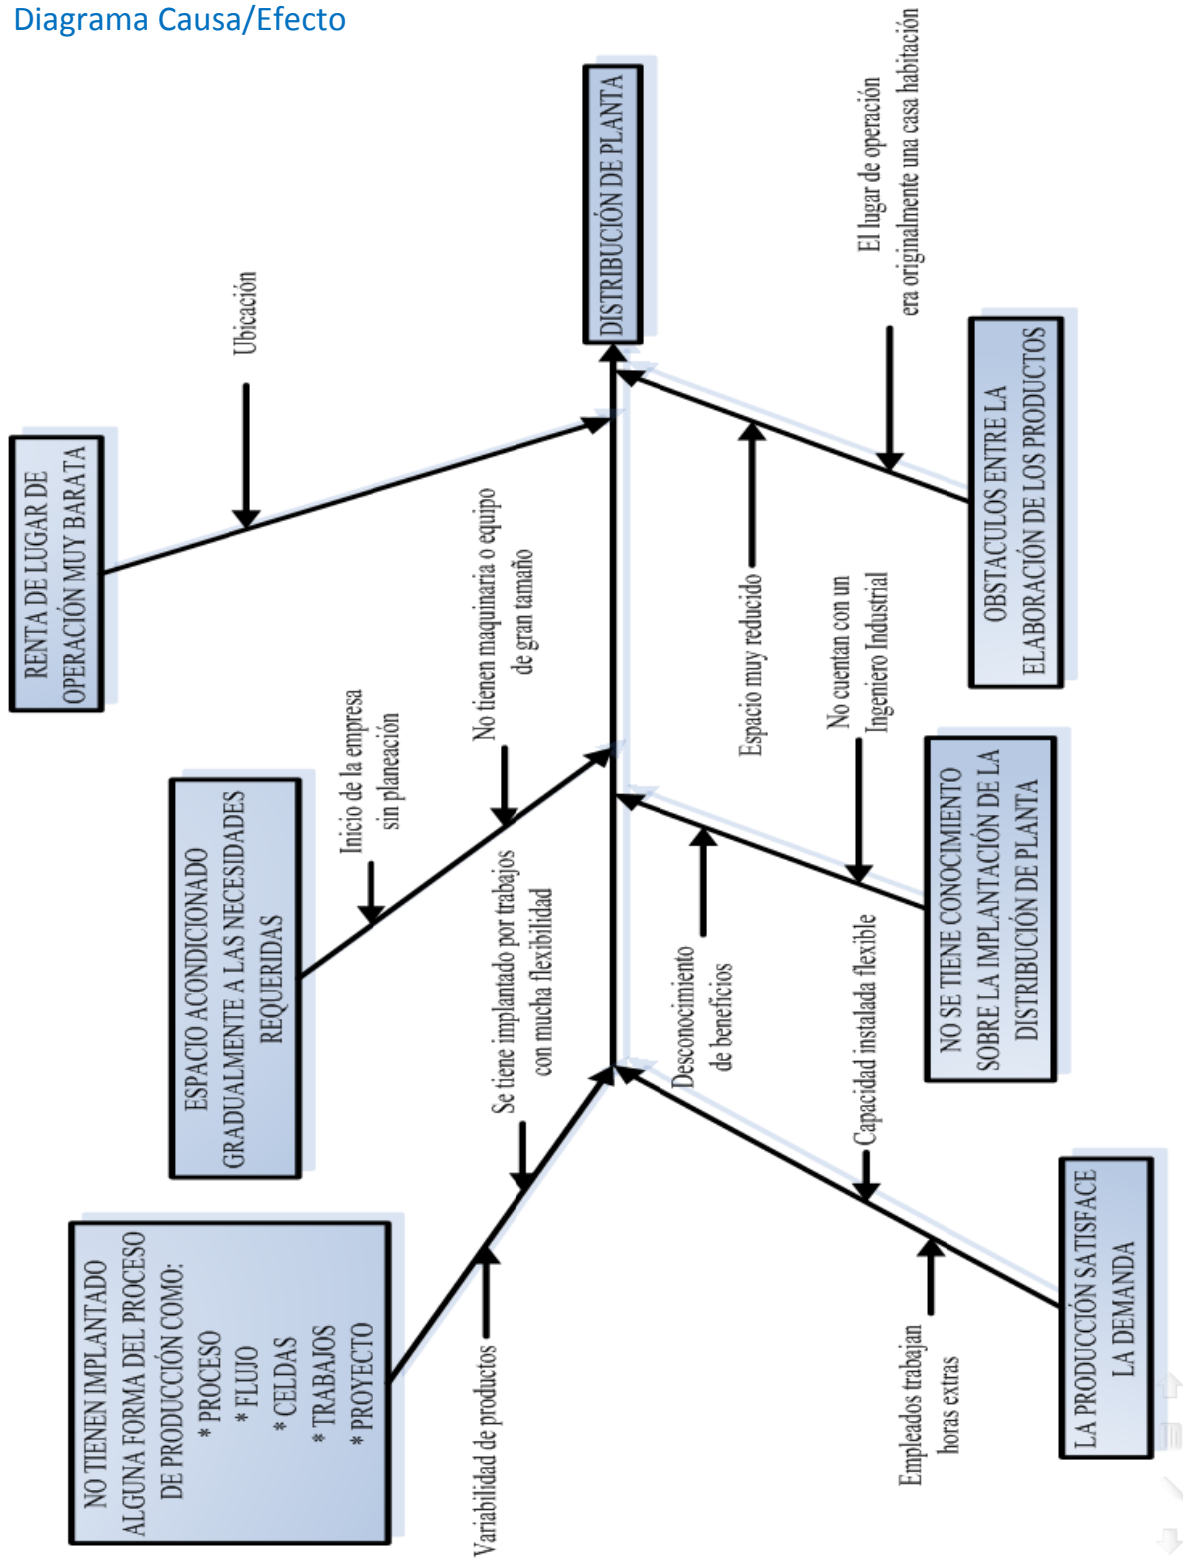 Diagrama Causa/Efecto
NO TIENEN IMPLANTADO
ALGUNA FORMA DEL PROCESO
DE PRODUCCIÓN COMO:
* PROCESO
* FLUJO
* CELDAS
* TRABAJOS
* PROYECTO
Variabilidad de productos
Se tiene implantado por trabajos
con mucha flexibilidad
ESPACIO ACONDICIONADO
GRADUALMENTE A LAS NECESIDADES
REQUERIDAS
Inicio de la empresa
sin planeación
No tienen maquinaria o equipo
de gran tamaño
RENTA DE LUGAR DE
OPERACIÓN MUY BARATA
Ubicación
DISTRIBUCIÓN DE PLANTA
LA PRODUCCIÓN SATISFACE
LA DEMANDA
Empleados trabajan
horas extras
Capacidad instalada flexible
NO SE TIENE CONOCIMIENTO
SOBRE LA IMPLANTACIÓN DE LA
DISTRIBUCIÓN DE PLANTA
Desconocimiento
de beneficios
No cuentan con un
Ingeniero Industrial
OBSTACULOS ENTRE LA
ELABORACIÓN DE LOS PRODUCTOS
Espacio muy reducido
El lugar de operación
era originalmente una casa habitación